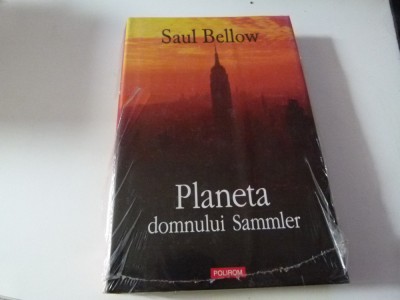 Saul Bellow
Planeta
domnului Sammler
POLIROM